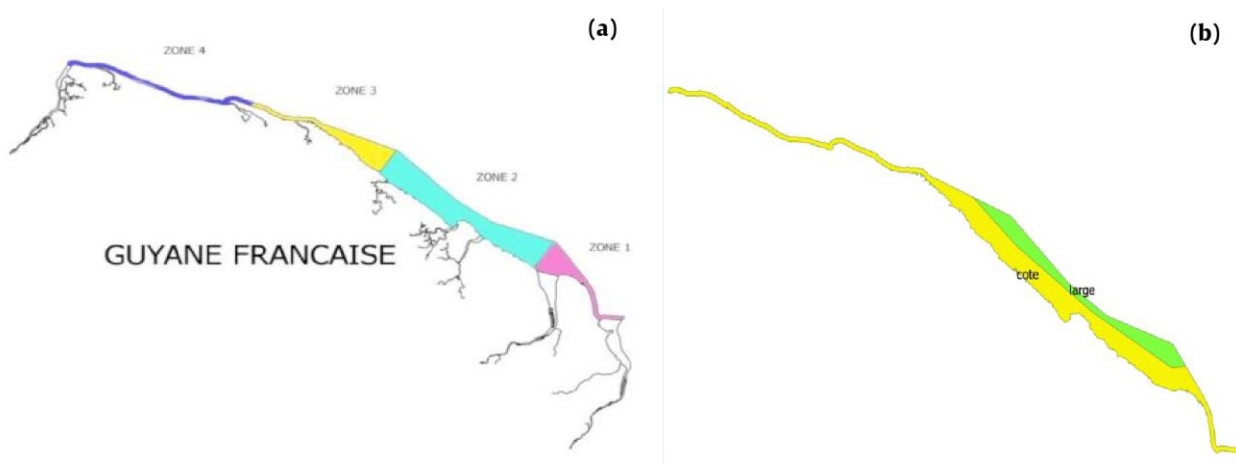 (a)
ZONE 4
ZONE 3
ZONE 2
ZONE 1
GUYANE FRANCAISE
(b)
cote
large